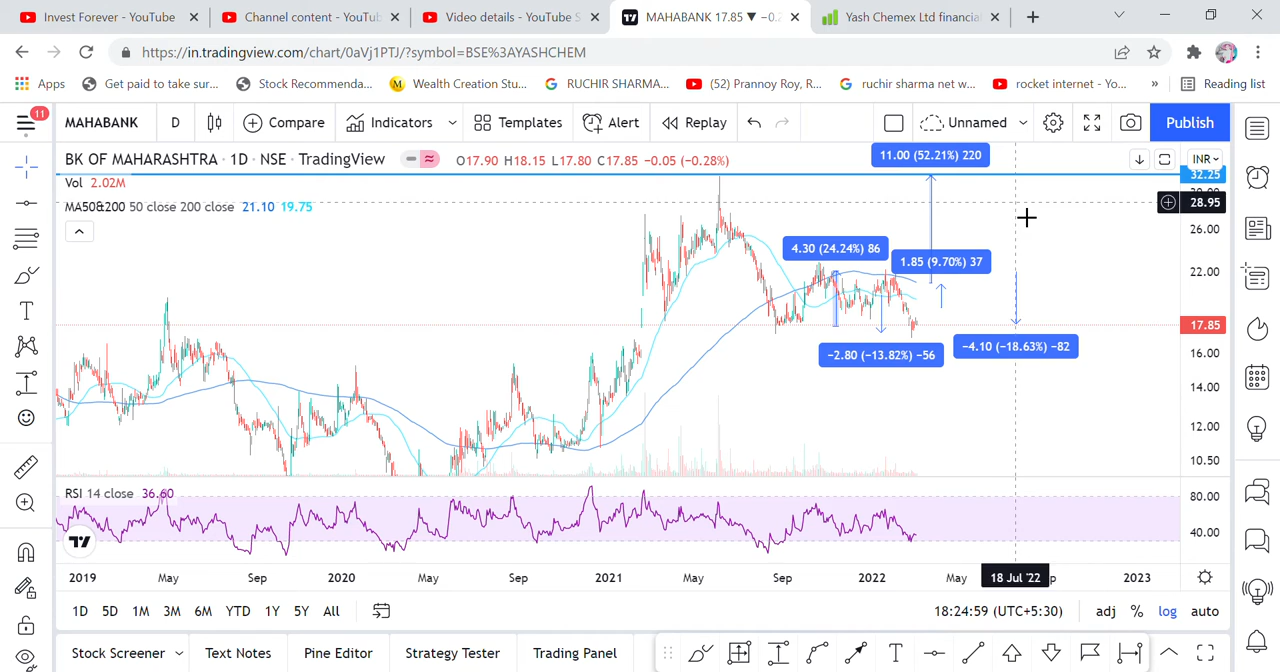 Invest Forever - YouTube
Channel content - YouTub
Video details - YouTube S
MAHABANK 17.85 ▼ −0.
Yash Chemex Ltd financia
https://in.tradingview.com/chart/0aVj1PTJ/?symbol=BSE%3AYASHCHEM
Apps
Get paid to take sur...
Stock Recommenda...
M Wealth Creation Stu...
RUCHIR SHARMA...
(52) Prannoy Roy, R...
ruchir sharma net w...
rocket internet - Yo...
»
Reading list
11
MAHABANK
D
Compare
Indicators
Templates
Alert
Replay
Unnamed
Publish
BK OF MAHARASHTRA · 1D · NSE · TradingView
O17.90 H18.15 L17.80 C17.85 −0.05 (−0.28%)
11.00 (52.21%) 220
INR
Vol 2.02M
32.25
MA50&200 50 close 200 close 21.10 19.75
28.95
26.00
4.30 (24.24%) 86
1.85 (9.70%) 37
22.00
17.85
−4.10 (−18.63%) −82
−2.80 (−13.82%) −56
16.00
14.00
12.00
10.50
RSI 14 close 36.60
80.00
40.00
2019 May Sep 2020 May Sep 2021 May Sep 2022 May 18 Jul '22 2023
1D 5D 1M 3M 6M YTD 1Y 5Y All
18:24:59 (UTC+5:30)
adj % log auto
Stock Screener
Text Notes
Pine Editor
Strategy Tester
Trading Panel